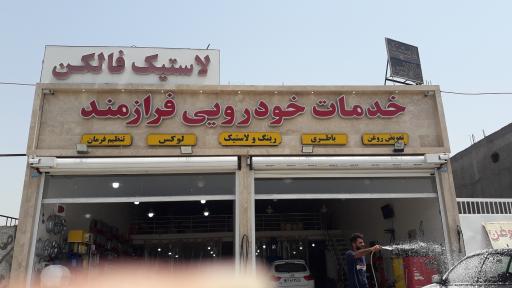 لاستیک فالکن
خدمات خودرویی فرازمند
تعویض روغن
باطری
رینگ و لاستیک
لوکس
تنظیم فرمان